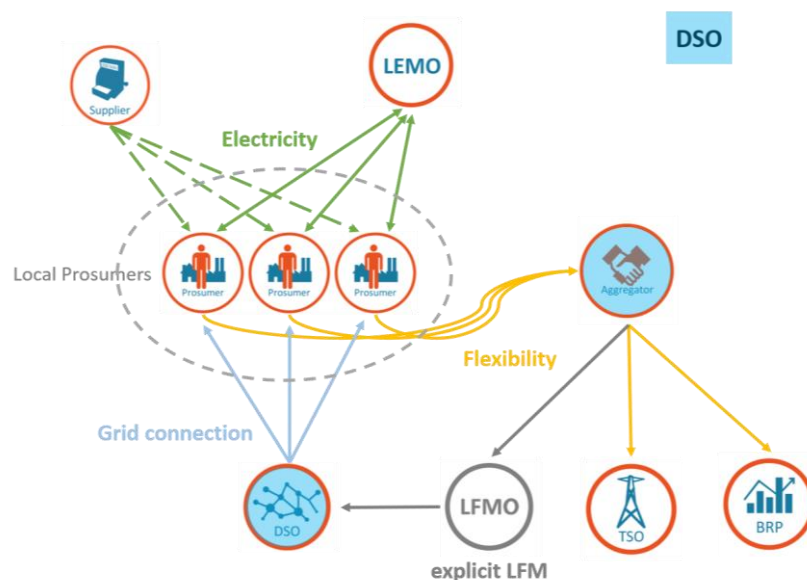 DSO
LEMO
Supplier
Electricity
Local Prosumers
Prosumer
Prosumer
Prosumer
Aggregator
Flexibility
Grid connection
DSO
LFMO
TSO
BRP
explicit LFM